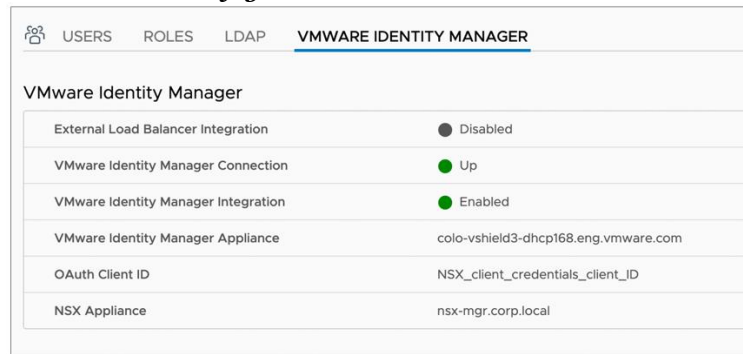 USERS ROLES LDAP VMWARE IDENTITY MANAGER
VMware Identity Manager
External Load Balancer Integration Disabled
VMware Identity Manager Connection Up
VMware Identity Manager Integration Enabled
VMware Identity Manager Appliance colo-vshield3-dhcp168.eng.vmware.com
OAuth Client ID NSX_client_credentials_client_ID
NSX Appliance nsx-mgr.corp.local